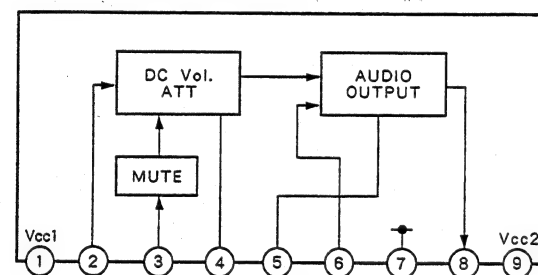 DC Vol.
ATT
AUDIO
OUTPUT
MUTE
Vcc1
Vcc2
1 2 3 4 5 6 7 8 9